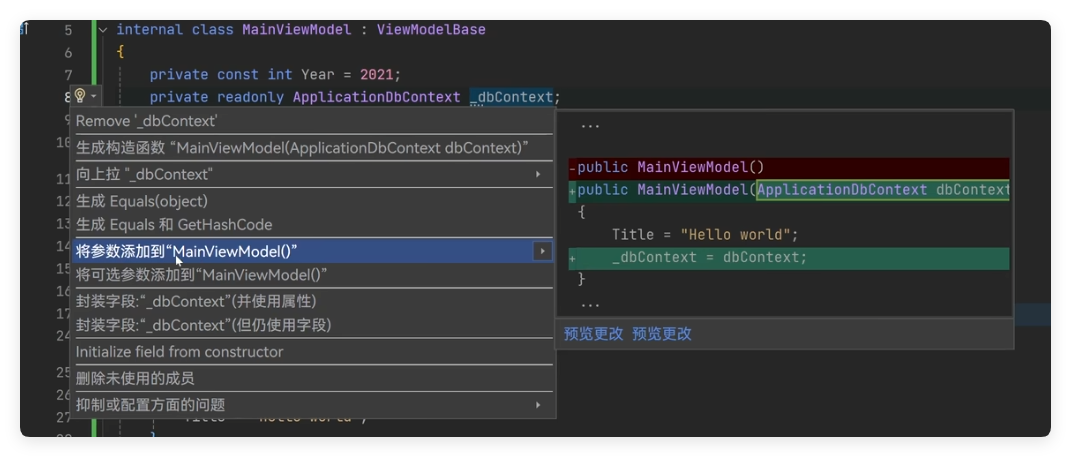 5 internal class MainViewModel : ViewModelBase
6 {
7 private const int Year = 2021;
8 private readonly ApplicationDbContext _dbContext;
9
Remove '_dbContext'
10
生成构造函数 “MainViewModel(ApplicationDbContext dbContext)”
11
向上拉 "_dbContext"
12
生成 Equals(object)
13
生成 Equals 和 GetHashCode
14
将参数添加到“MainViewModel()”
15
将可选参数添加到“MainViewModel()”
16
封装字段:“_dbContext”(并使用属性)
17
封装字段:“_dbContext”(但仍使用字段)
24
Initialize field from constructor
25
删除未使用的成员
26
抑制或配置方面的问题
27
...
-public MainViewModel()
+public MainViewModel(ApplicationDbContext dbContext
{
Title = "Hello world";
+ _dbContext = dbContext;
}
...
预览更改 预览更改